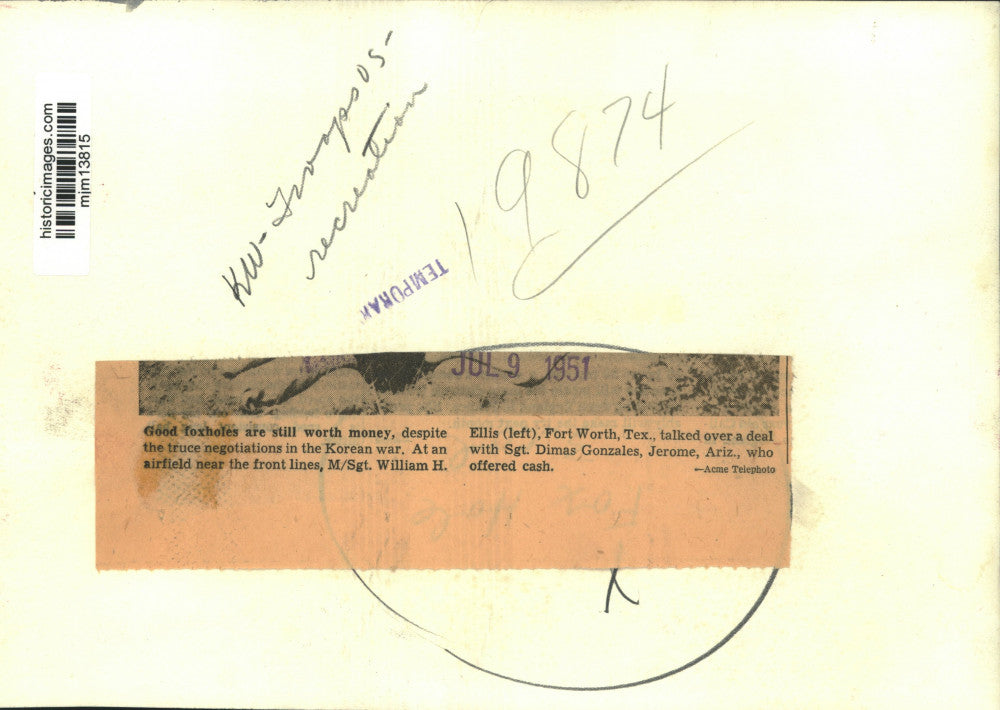 historicimages.com
mjm13815
KW-Troops US-
recreation
19874
TEMPORAR
JUL 9 1951
Good foxholes are still worth money, despite
the truce negotiations in the Korean war. At an
airfield near the front lines, M/Sgt. William H.
Ellis (left), Fort Worth, Tex., talked over a deal
with Sgt. Dimas Gonzales, Jerome, Ariz., who
offered cash.
—Acme Telephoto